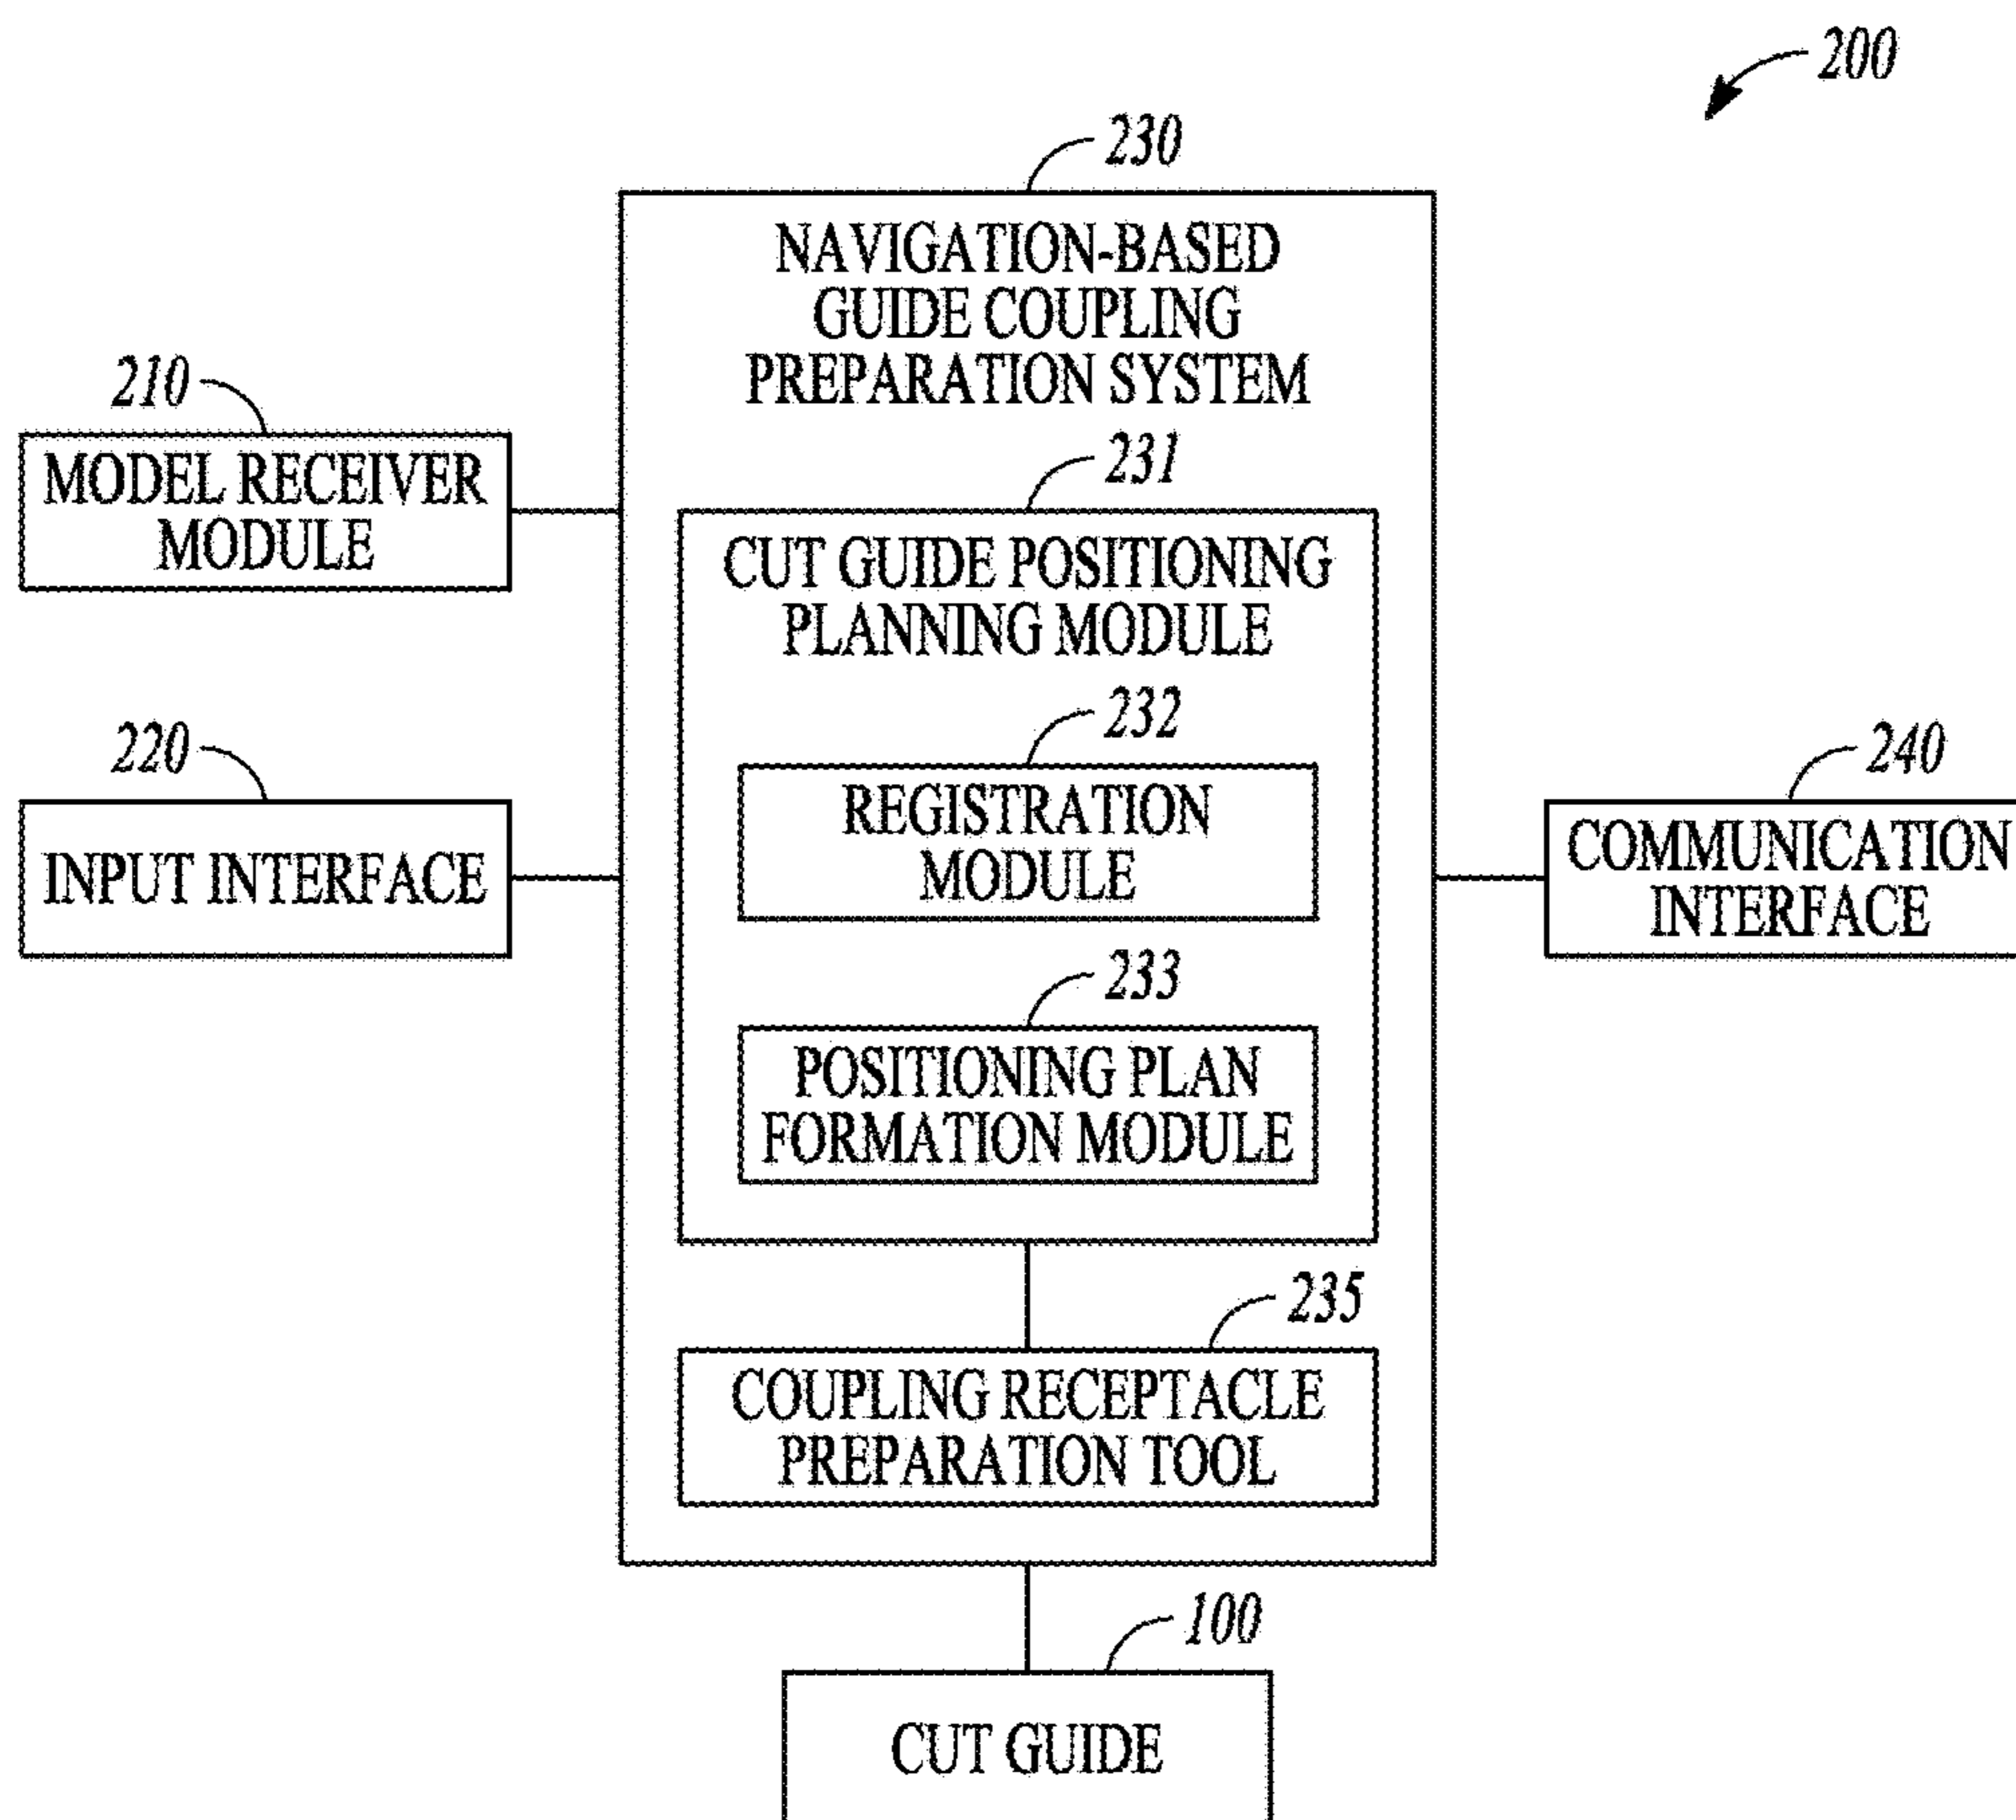 200
230
NAVIGATION-BASED
GUIDE COUPLING
PREPARATION SYSTEM
210
MODEL RECEIVER
MODULE
231
CUT GUIDE POSITIONING
PLANNING MODULE
220
INPUT INTERFACE
232
REGISTRATION
MODULE
240
COMMUNICATION
INTERFACE
233
POSITIONING PLAN
FORMATION MODULE
235
COUPLING RECEPTACLE
PREPARATION TOOL
100
CUT GUIDE